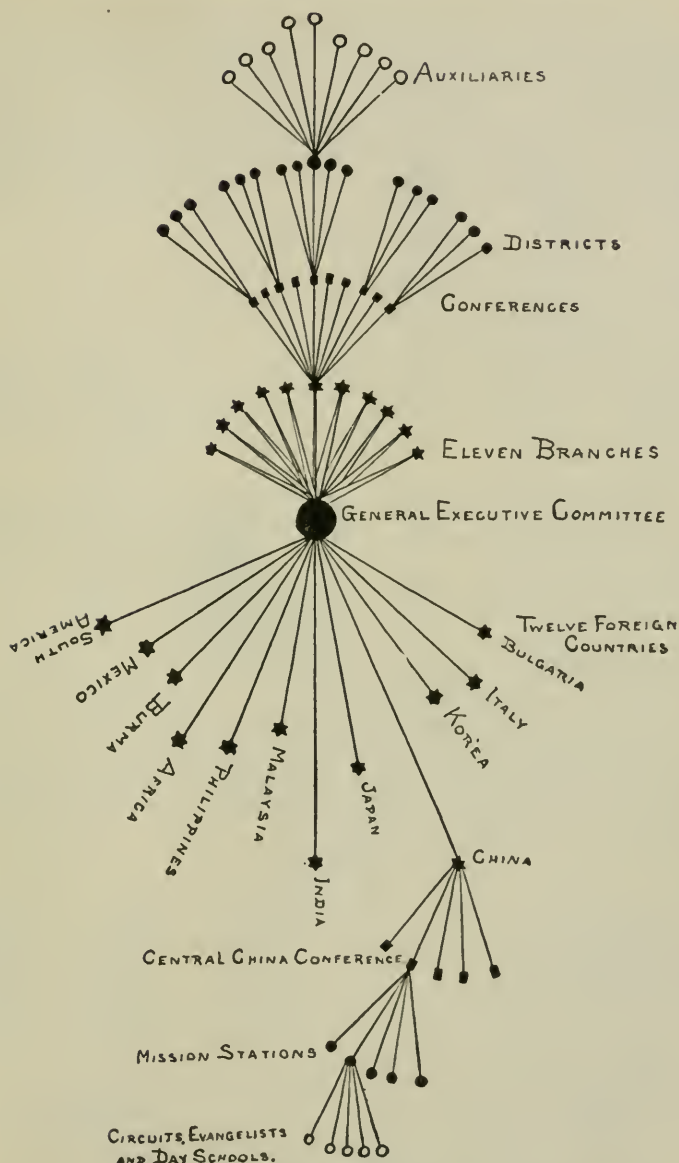 AUXILIARIES
DISTRICTS
CONFERENCES
ELEVEN BRANCHES
GENERAL EXECUTIVE COMMITTEE
TWELVE FOREIGN
COUNTRIES
SOUTH
AMERICA
MEXICO
BURMA
AFRICA
PHILIPPINES
MALAYSIA
INDIA
JAPAN
KOREA
ITALY
BULGARIA
CHINA
CENTRAL CHINA CONFERENCE
MISSION STATIONS
CIRCUITS, EVANGELISTS
AND DAY SCHOOLS.